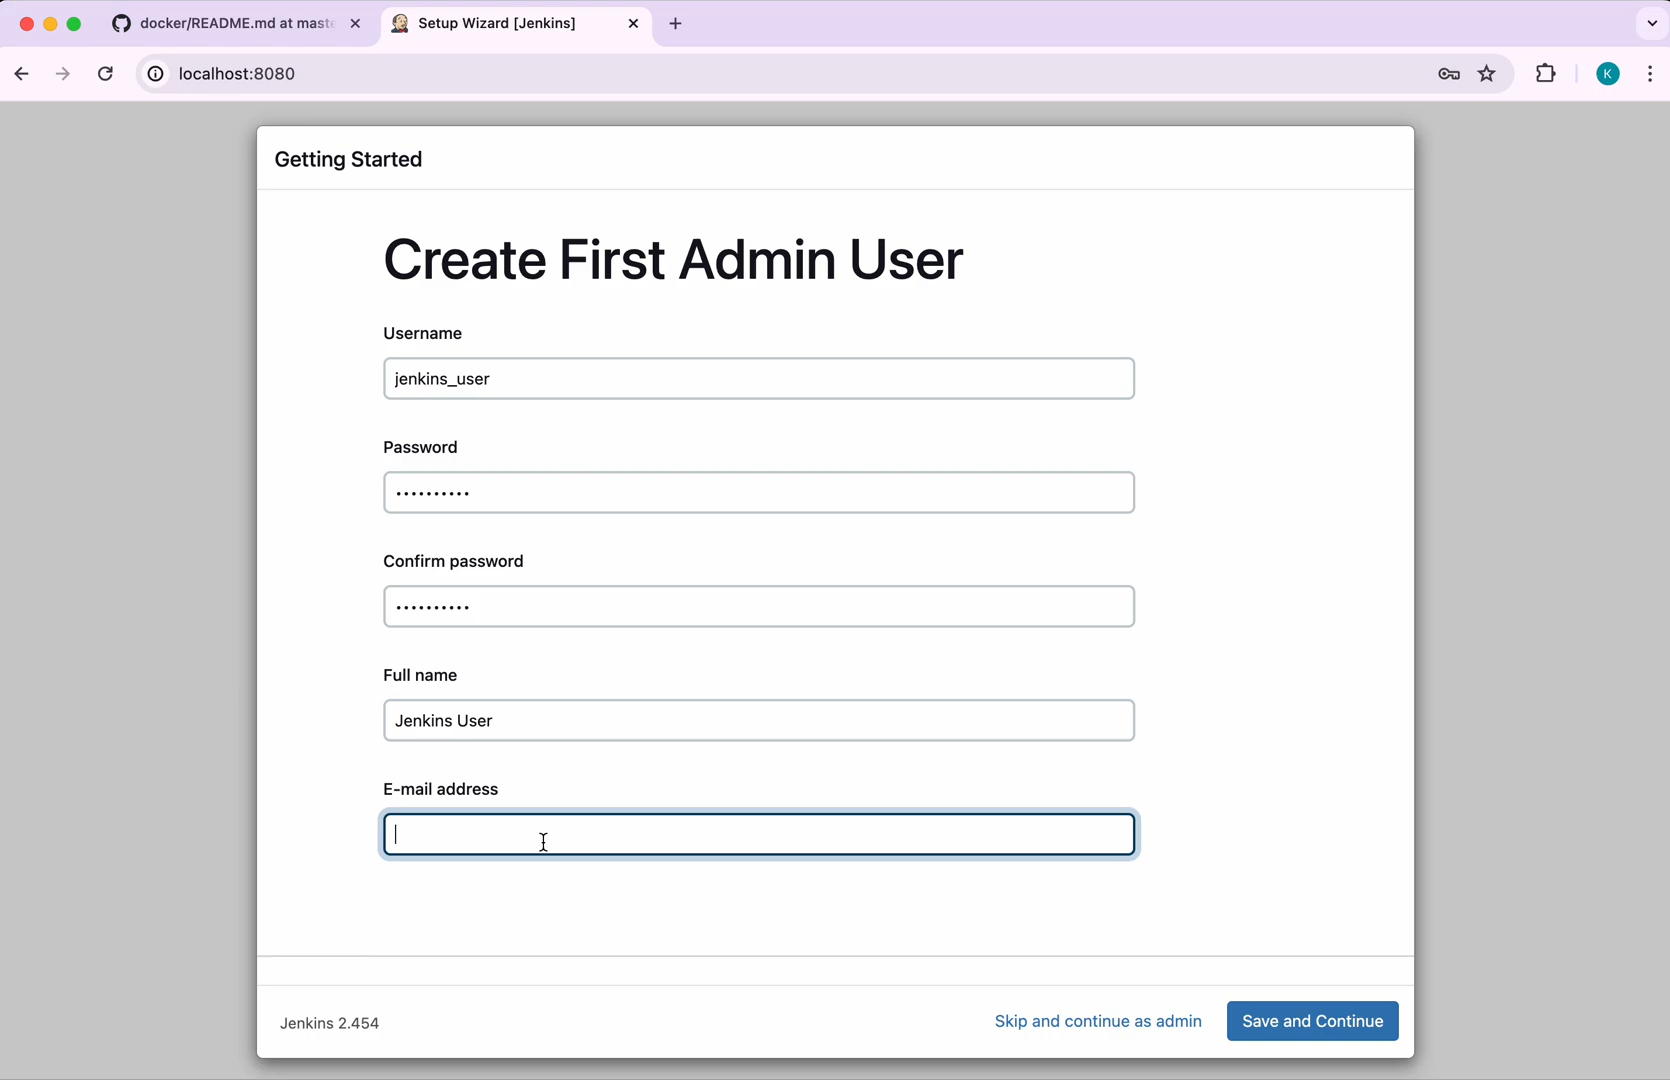 docker/README.md at maste
Setup Wizard [Jenkins]
localhost:8080
K
Getting Started
Create First Admin User
Username
jenkins_user
Password
••••••••••
Confirm password
••••••••••
Full name
Jenkins User
E-mail address
Jenkins 2.454
Skip and continue as admin
Save and Continue